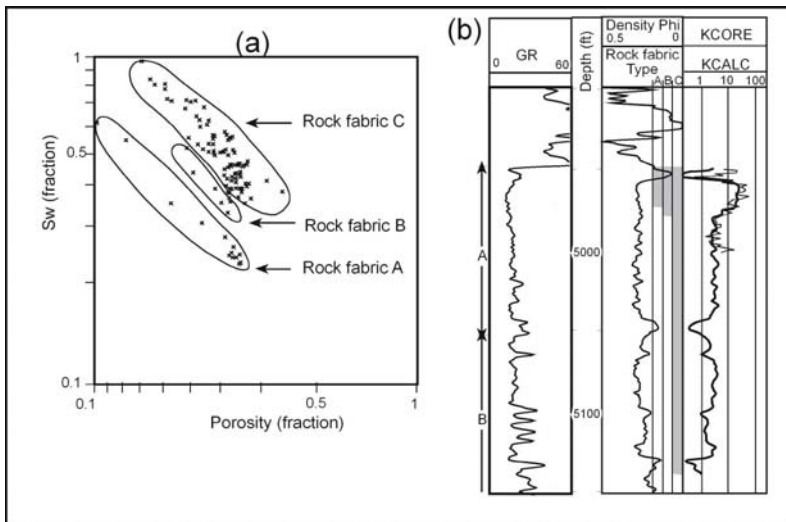 (a)
1
0.5
0.1
Sw (fraction)
Rock fabric C
Rock fabric B
Rock fabric A
0.1
0.5
1
Porosity (fraction)
(b)
GR
0 60
A
B
Depth (ft)
5000
5100
Density Phi
0.5 0
Rock fabric
Type
A B C
KCORE
KCALC
1 10 100